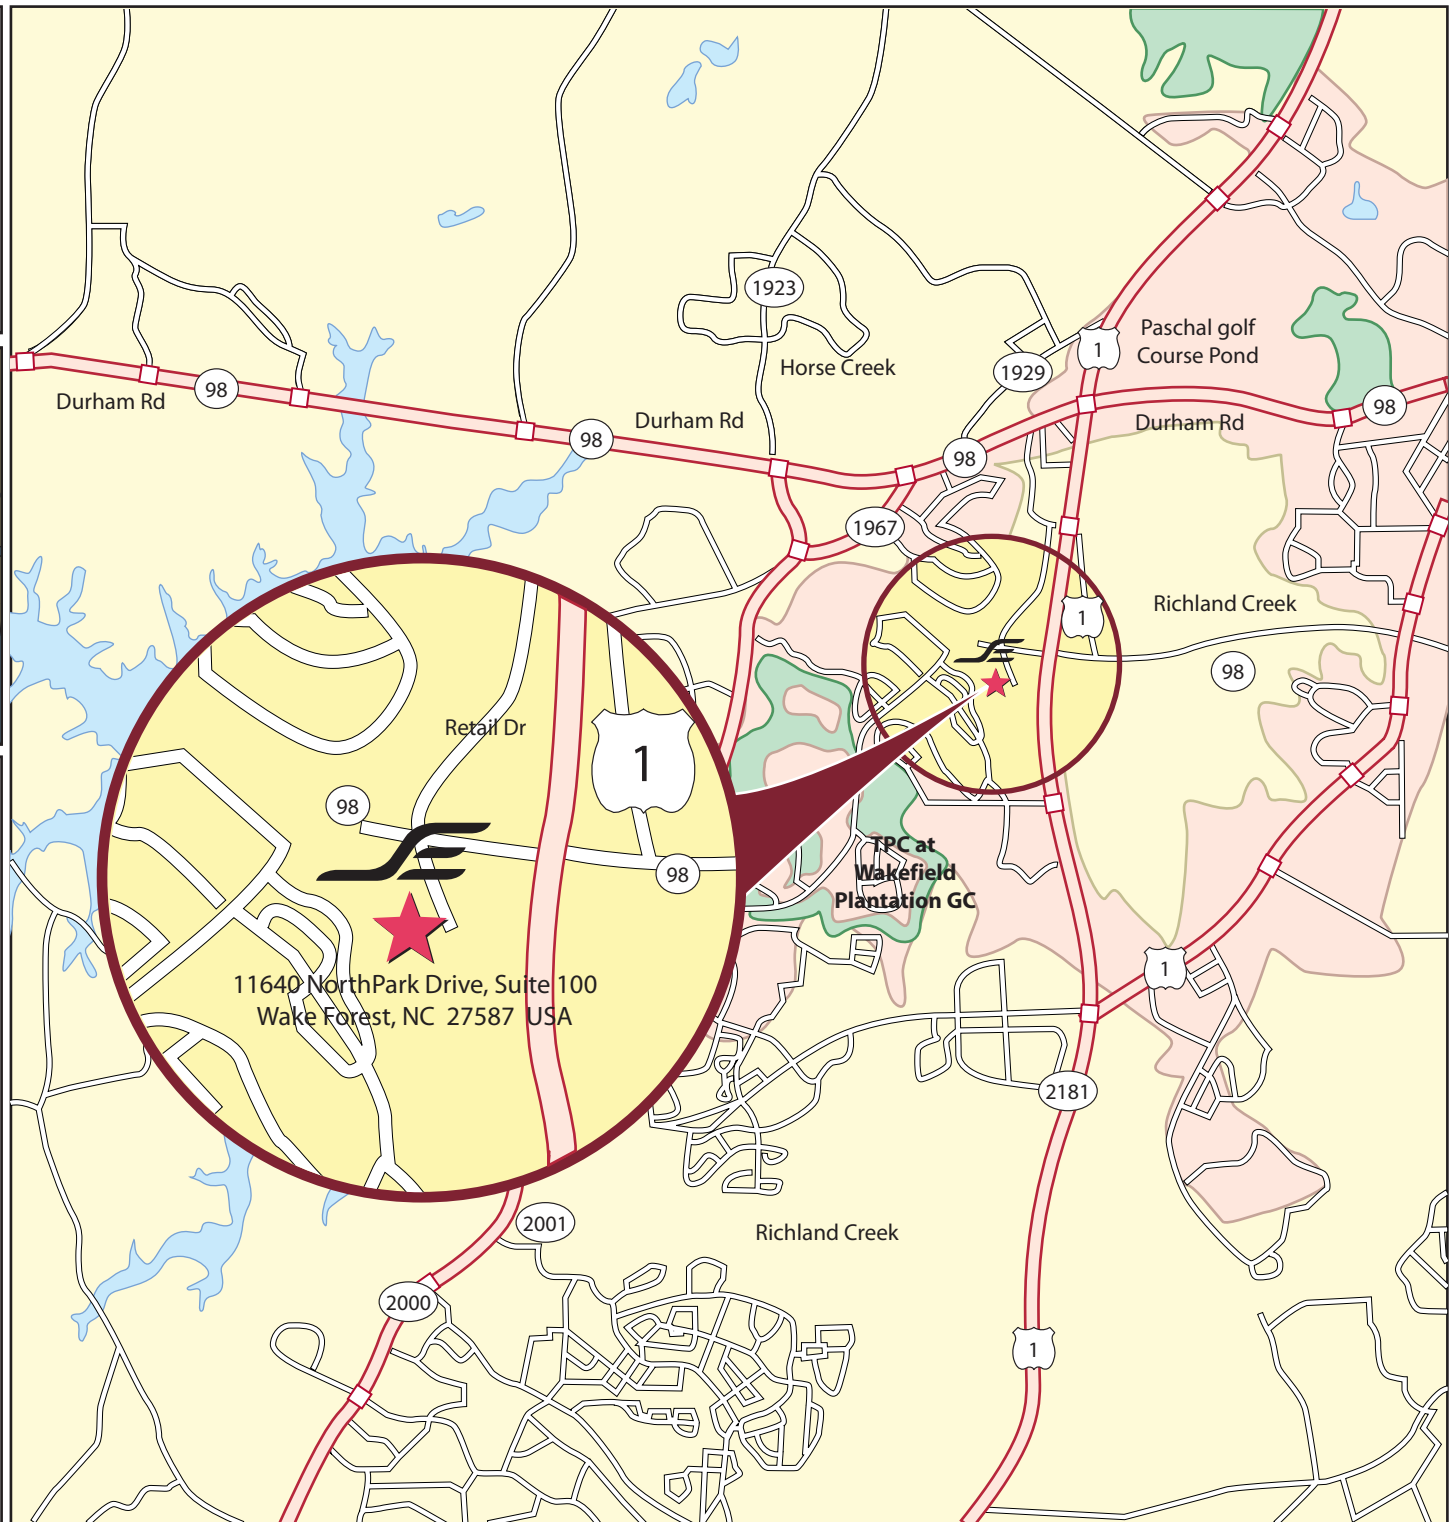 1923
Paschal golf
Course Pond
1
Horse Creek
1929
98
Durham Rd
98
Durham Rd
98
Durham Rd
98
98
1967
Richland Creek
1
98
Retail Dr
1
98
98
TPC at
Wakefield
Plantation GC
11640 NorthPark Drive, Suite 100
Wake Forest, NC 27587 USA
1
2181
2001
Richland Creek
2000
1